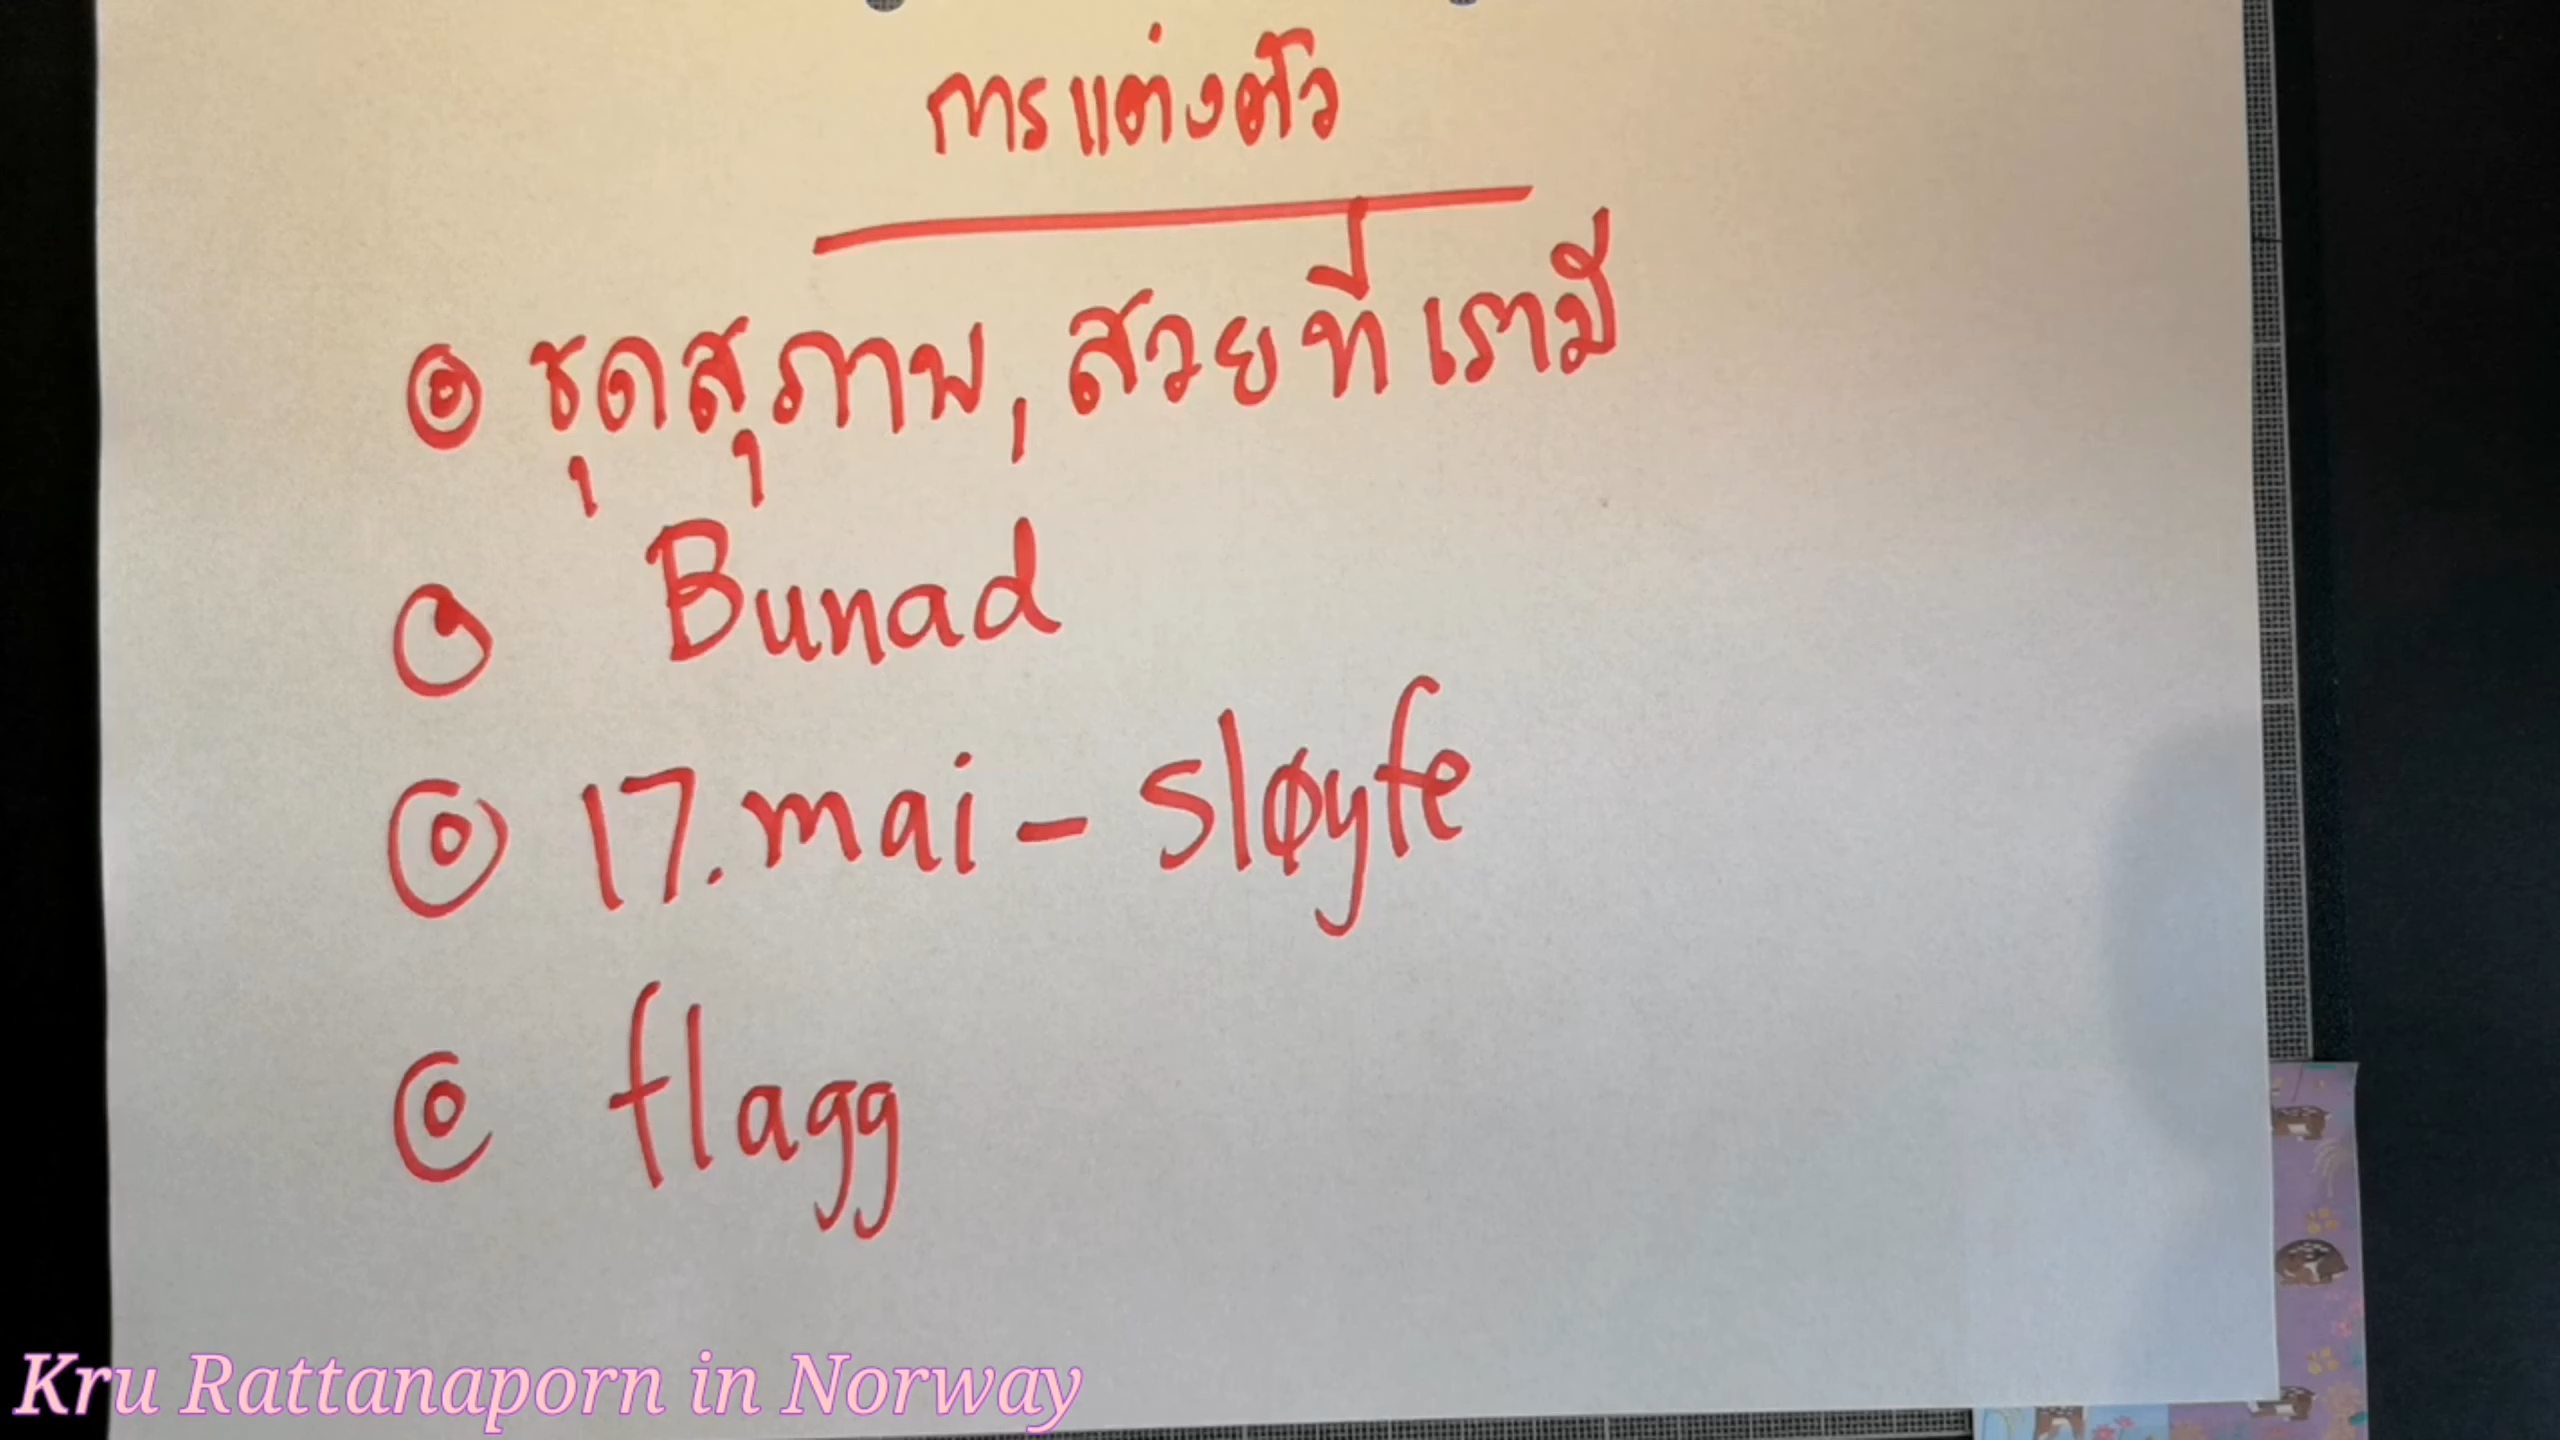 การแต่งตัว
ชุดสุภาพ, สวยที่เรามี
Bunad
17. mai - sløyfe
flagg
Kru Rattanaporn in Norway